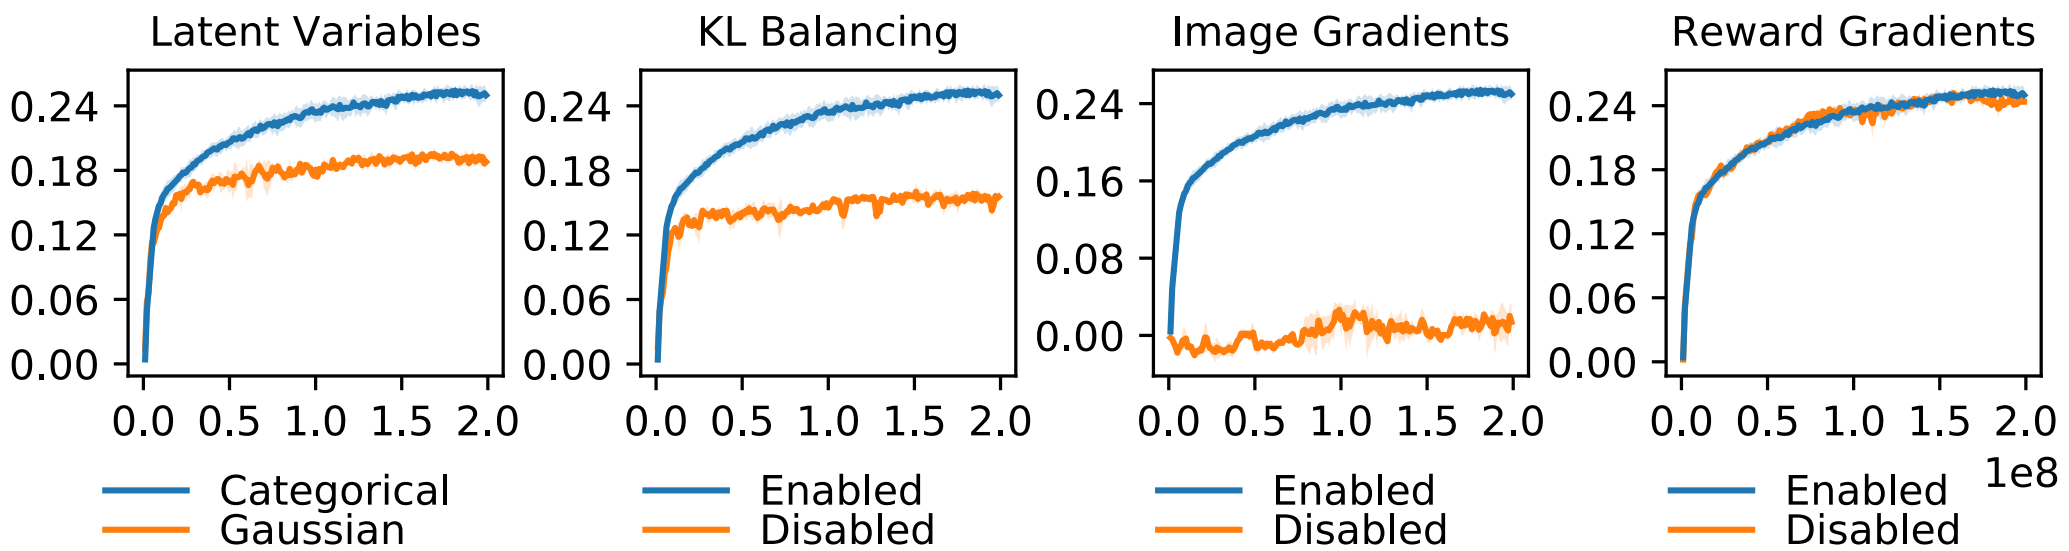 Latent Variables
0.24
0.18
0.12
0.06
0.00
0.0 0.5 1.0 1.5 2.0
Categorical
Gaussian
KL Balancing
0.24
0.18
0.12
0.06
0.00
0.0 0.5 1.0 1.5 2.0
Enabled
Disabled
Image Gradients
0.24
0.16
0.08
0.00
0.0 0.5 1.0 1.5 2.0
Enabled
Disabled
Reward Gradients
0.24
0.18
0.12
0.06
0.00
0.0 0.5 1.0 1.5 2.0
1e8
Enabled
Disabled